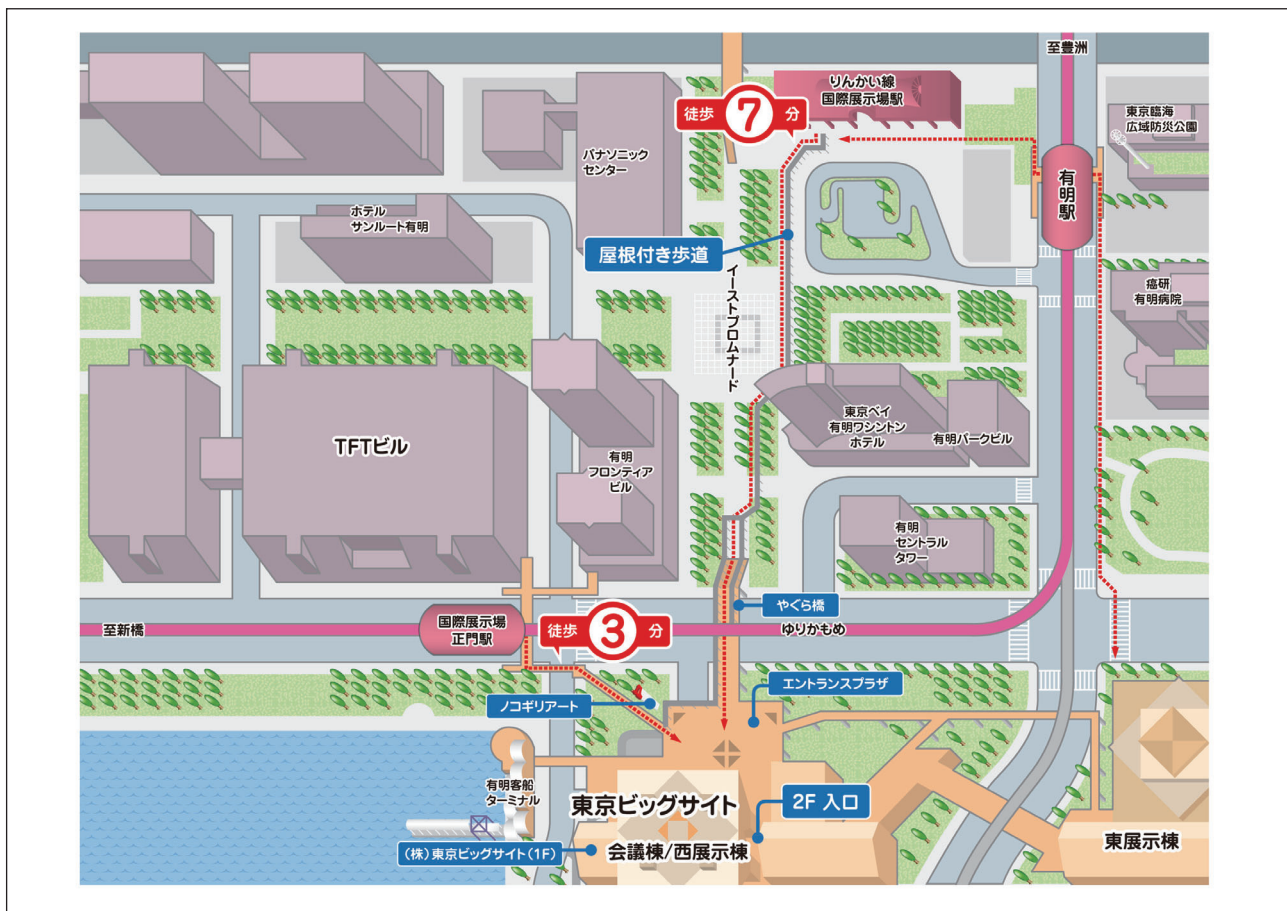 至豊洲
りんかい線
国際展示場駅
徒歩 7 分
東京臨海
広域防災公園
パナソニック
センター
有明駅
ホテル
サンルート有明
屋根付き歩道
イーストプロムナード
癌研
有明病院
東京ベイ
有明ワシントン
ホテル
有明パークビル
TFTビル
有明
フロンティア
ビル
有明
セントラル
タワー
やぐら橋
国際展示場
正門駅
至新橋
徒歩 3 分
ゆりかもめ
エントランスプラザ
ノコギリアート
有明客船
ターミナル
東京ビッグサイト
2F 入口
(株)東京ビッグサイト(1F)
会議棟/西展示棟
東展示棟